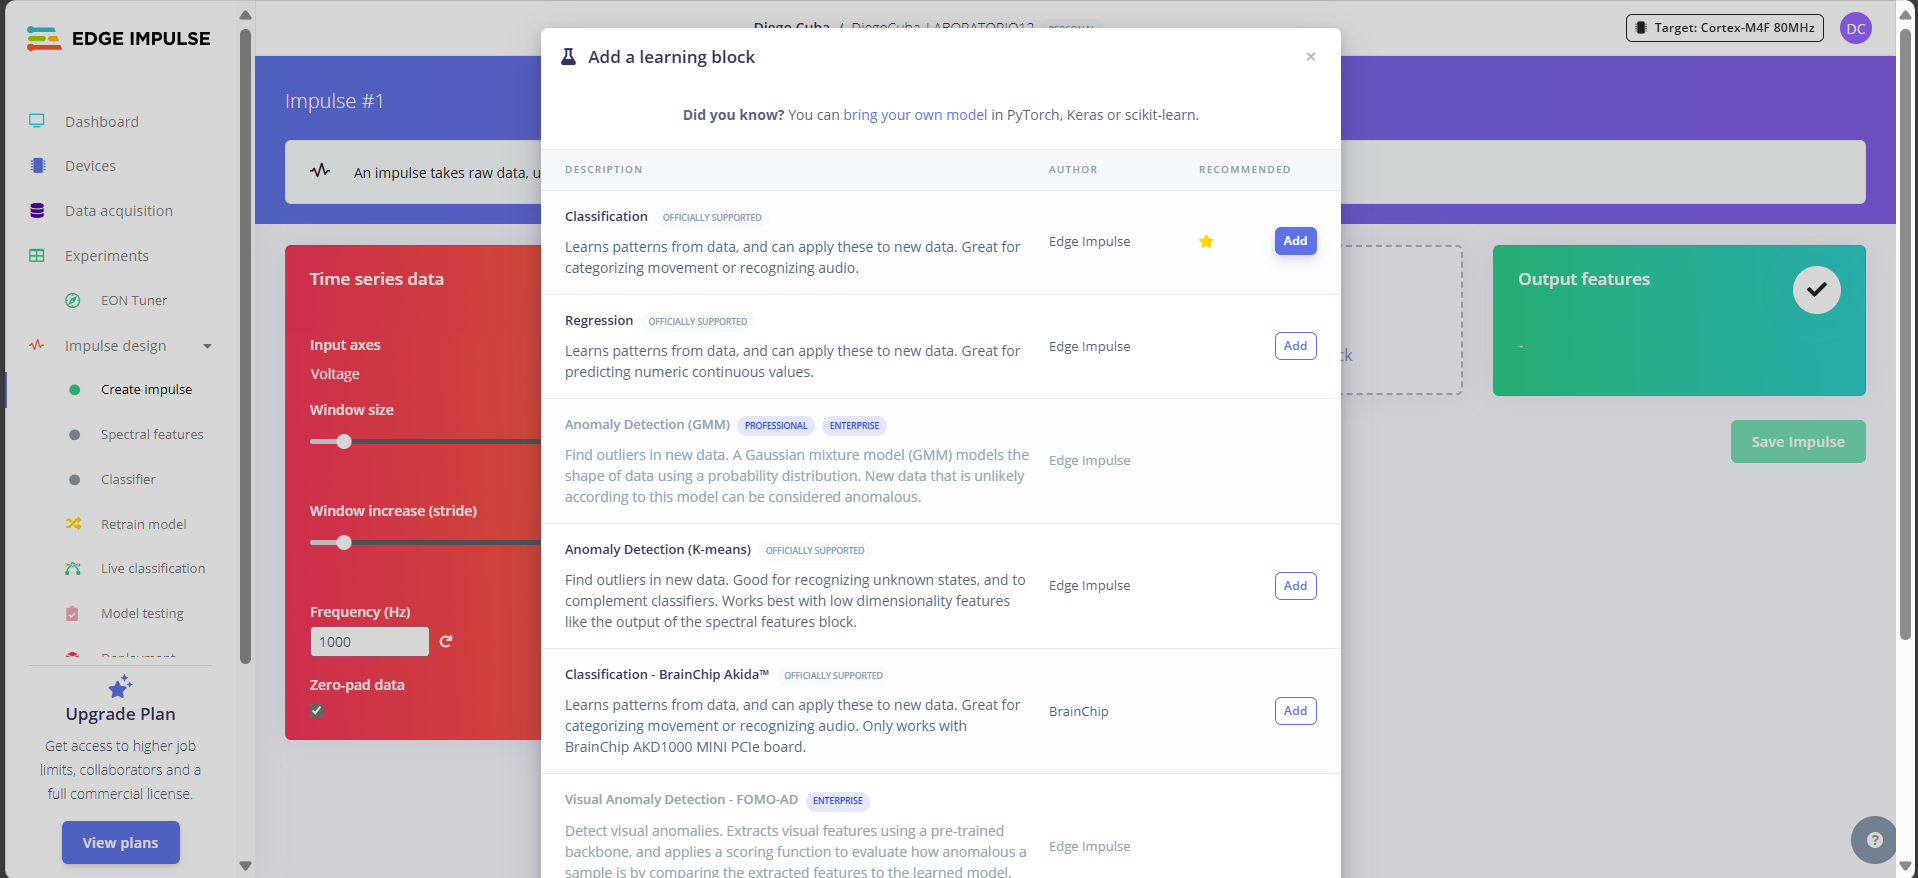 EDGE IMPULSE
Dashboard
Devices
Data acquisition
Experiments
EON Tuner
Impulse design
Create impulse
Spectral features
Classifier
Retrain model
Live classification
Model testing
Deployment
Upgrade Plan
Get access to higher job
limits, collaborators and a
full commercial license.
View plans
Diego Cuba / DiegoCuba_LABORATORIO12 PERSONAL
Target: Cortex-M4F 80MHz
DC
Impulse #1
An impulse takes raw data, u
Time series data
Input axes
Voltage
Window size
Window increase (stride)
Frequency (Hz)
1000
Zero-pad data
Add a learning block
×
Did you know? You can bring your own model in PyTorch, Keras or scikit-learn.
DESCRIPTION AUTHOR RECOMMENDED
Classification OFFICIALLY SUPPORTED
Learns patterns from data, and can apply these to new data. Great for
categorizing movement or recognizing audio.
Edge Impulse
Add
Regression OFFICIALLY SUPPORTED
Learns patterns from data, and can apply these to new data. Great for
predicting numeric continuous values.
Edge Impulse
Add
Anomaly Detection (GMM) PROFESSIONAL ENTERPRISE
Find outliers in new data. A Gaussian mixture model (GMM) models the
shape of data using a probability distribution. New data that is unlikely
according to this model can be considered anomalous.
Edge Impulse
Anomaly Detection (K-means) OFFICIALLY SUPPORTED
Find outliers in new data. Good for recognizing unknown states, and to
complement classifiers. Works best with low dimensionality features
like the output of the spectral features block.
Edge Impulse
Add
Classification - BrainChip Akida™ OFFICIALLY SUPPORTED
Learns patterns from data, and can apply these to new data. Great for
categorizing movement or recognizing audio. Only works with
BrainChip AKD1000 MINI PCIe board.
BrainChip
Add
Visual Anomaly Detection - FOMO-AD ENTERPRISE
Detect visual anomalies. Extracts visual features using a pre-trained
backbone, and applies a scoring function to evaluate how anomalous a
sample is by comparing the extracted features to the learned model.
Edge Impulse
ck
Output features
-
Save Impulse
?